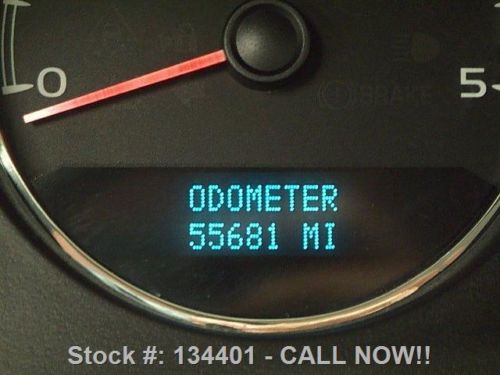 0
5
BRAKE
ODOMETER
55681 MI
Stock #: 134401 - CALL NOW!!